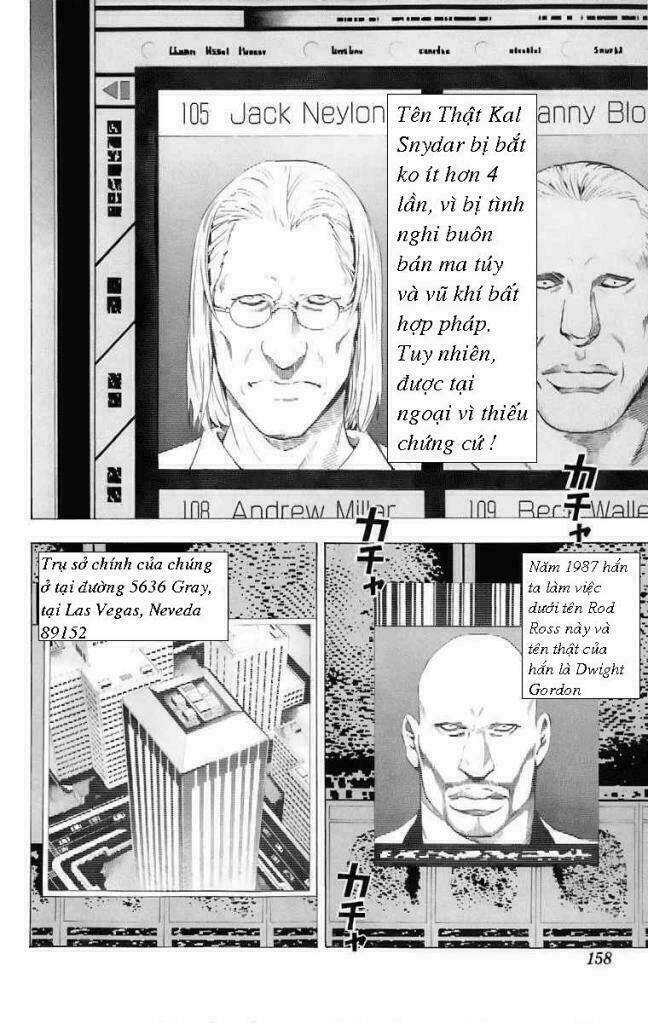 105 Jack Neylon
anny Blo
Tên Thật Kal
Snydar bị bắt
ko ít hơn 4
lần, vì bị tình
nghi buôn
bán ma túy
và vũ khí bất
hợp pháp.
Tuy nhiên,
được tại
ngoại vì thiếu
chứng cứ !
108 Andrew Millar
109 Walle
カチャ
カチャ
Trụ sở chính của chúng
ở tại đường 5636 Gray,
tại Las Vegas, Neveda
89152
Năm 1987 hắn
ta làm việc
dưới tên Rod
Ross này và
tên thật của
hắn là Dwight
Gordon
カチャ
158